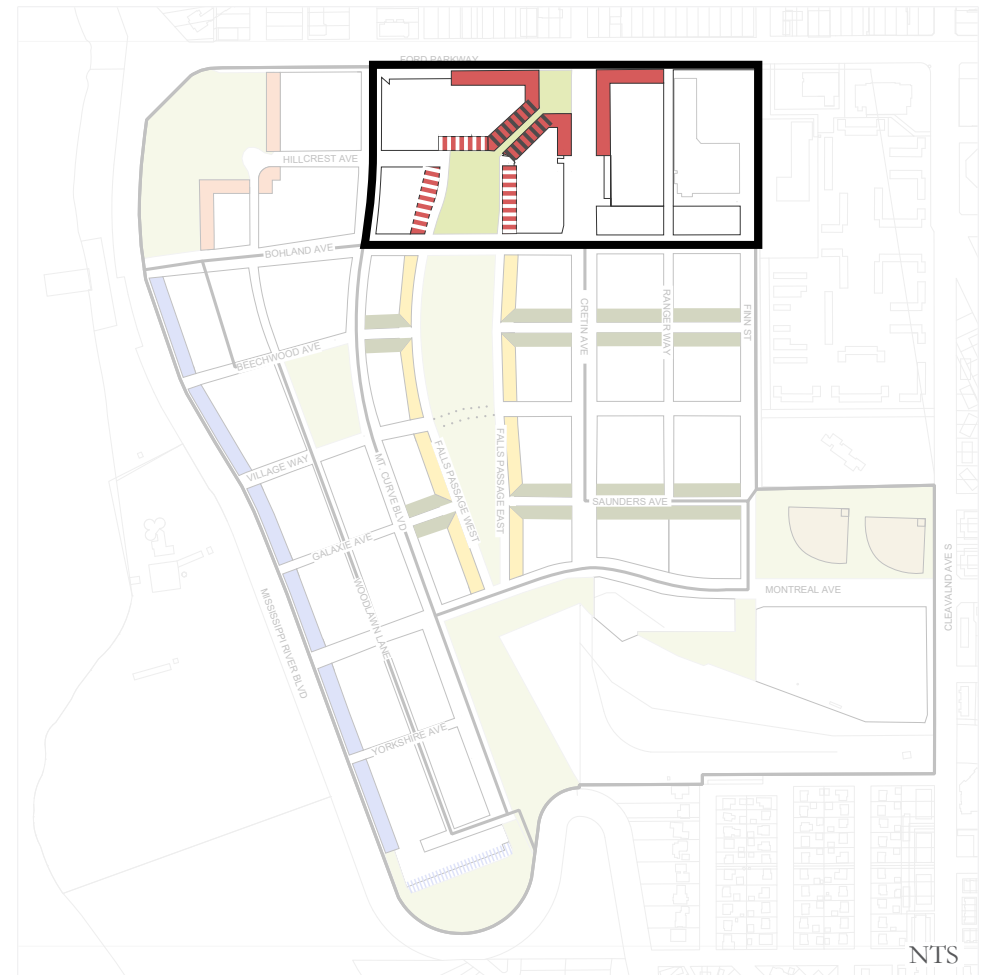 FORD PARKWAY
HILLCREST AVE
BOHLAND AVE
BEECHWOOD AVE
CRETIN AVE
RANGER WAY
FINN ST
VILLAGE WAY
MT. CURVE BLVD
FALLS PASSAGE WEST
FALLS PASSAGE EAST
SAUNDERS AVE
GALAXIE AVE
WOODLAWN LANE
MISSISSIPPI RIVER BLVD
MONTREAL AVE
CLEAVALND AVE S
YORKSHIRE AVE
NTS